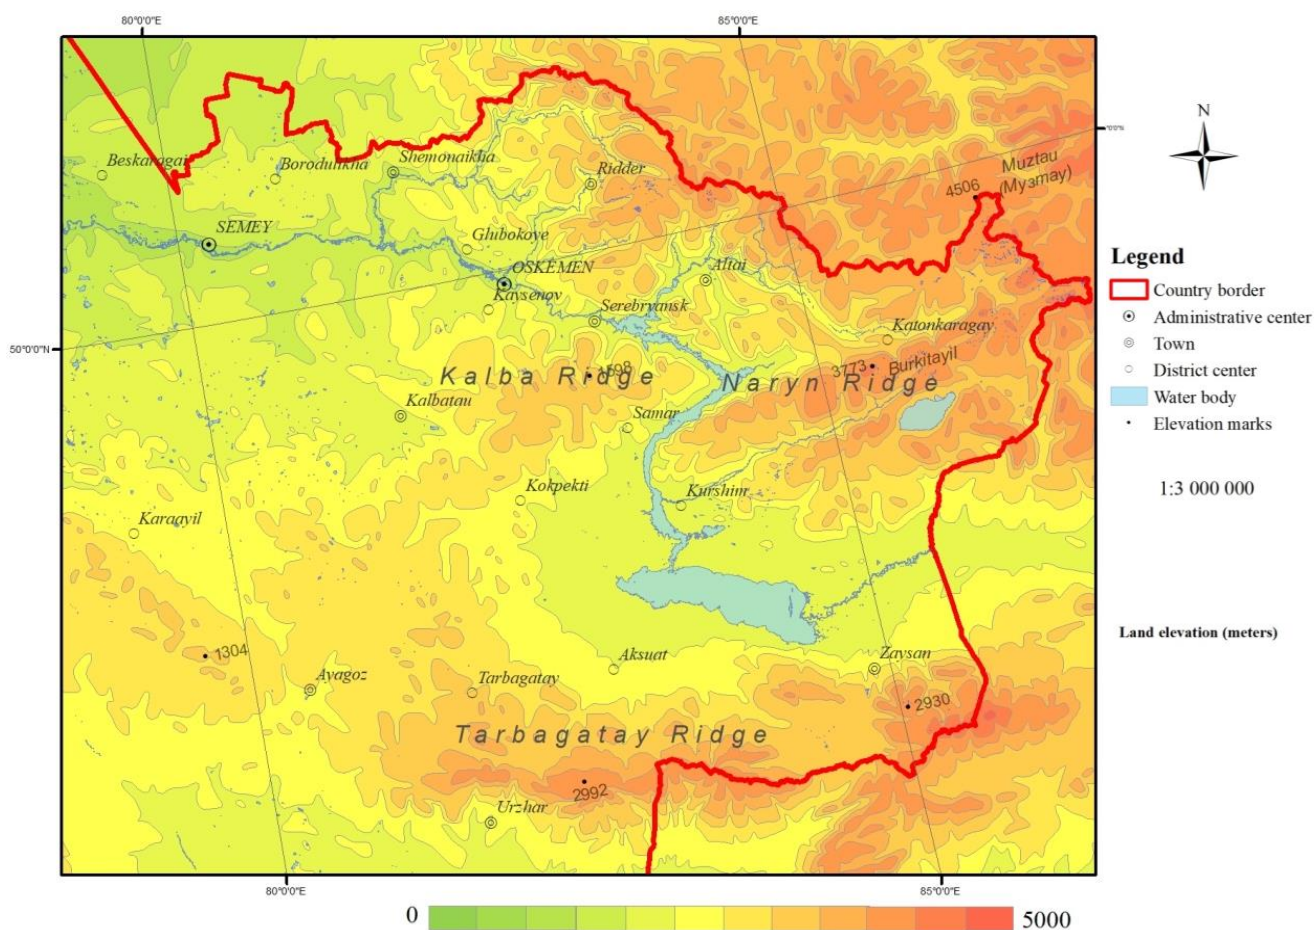 80°0'0"E
85°0'0"E
N
Muztau
(Музтау)
4506
Beskaragai
Borodulikha
Shemonaikha
Ridder
SEMEY
Glubokoye
OSKEMEN
Altai
Kaysenov
Serebryansk
Katonkaragay
50°0'0"N
Kalba Ridge
1598
3773
Burkitayil
Naryn Ridge
Kalbatau
Samar
Kokpekti
Kurshim
Karaayil
1304
Aksuat
Zaysan
Ayagoz
Tarbagatay
2930
Tarbagatay Ridge
2992
Urzhar
80°0'0"E
85°0'0"E
0
5000
Legend
Country border
Administrative center
Town
District center
Water body
Elevation marks
1:3 000 000
Land elevation (meters)